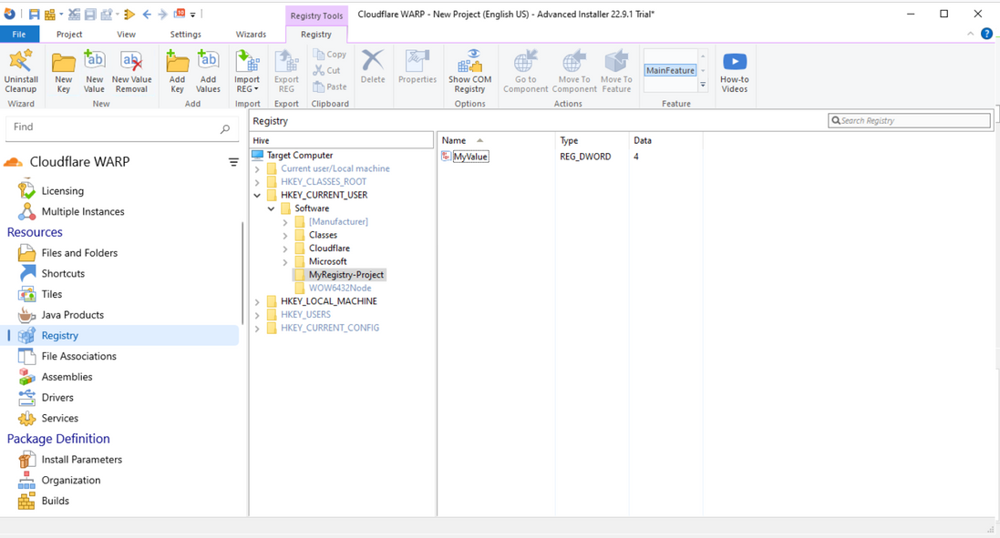 Registry Tools
Cloudflare WARP - New Project (English US) - Advanced Installer 22.9.1 Trial*
File Project View Settings Wizards Registry
Uninstall Cleanup
New Key
New Value
New Value Removal
Add Key
Add Values
Import REG
Export REG
Copy
Cut
Paste
Delete
Properties
Show COM Registry
Go to Component
Move To Component
Move To Feature
MainFeature
How-to Videos
Wizard New Add Import Export Clipboard Options Actions Feature
Find
Cloudflare WARP
Licensing
Multiple Instances
Resources
Files and Folders
Shortcuts
Tiles
Java Products
Registry
File Associations
Assemblies
Drivers
Services
Package Definition
Install Parameters
Organization
Builds
Registry
Search Registry
Hive
Target Computer
Current user/Local machine
HKEY_CLASSES_ROOT
HKEY_CURRENT_USER
Software
[Manufacturer]
Classes
Cloudflare
Microsoft
MyRegistry-Project
WOW6432Node
HKEY_LOCAL_MACHINE
HKEY_USERS
HKEY_CURRENT_CONFIG
Name Type Data
MyValue REG_DWORD 4